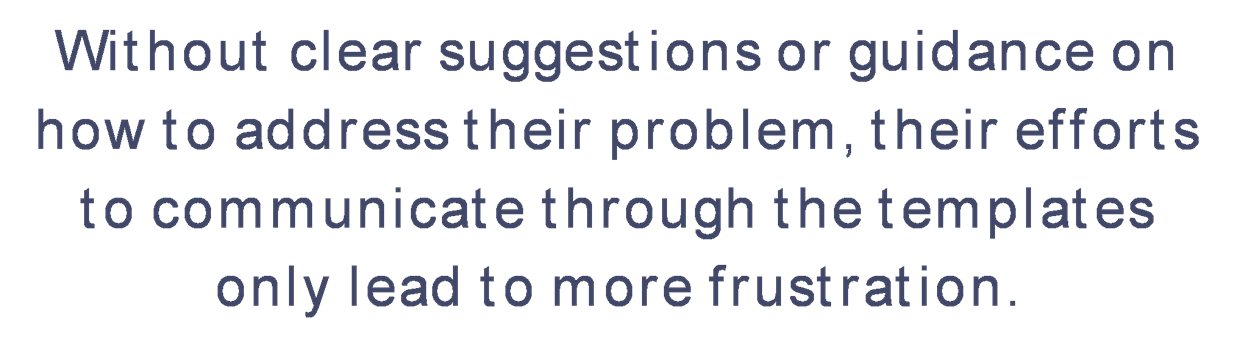 Without clear suggestions or guidance on
how to address their problem, their efforts
to communicate through the templates
only lead to more frustration.